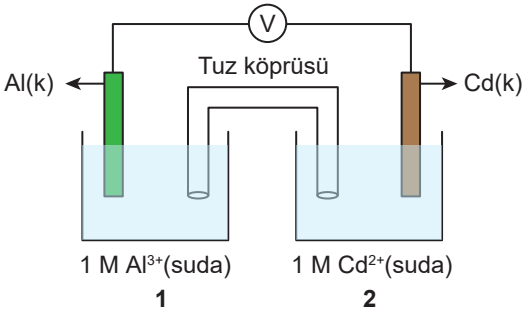 V
Tuz köprüsü
Al(k)
Cd(k)
1 M Al³⁺(suda)
1 M Cd²⁺(suda)
1
2